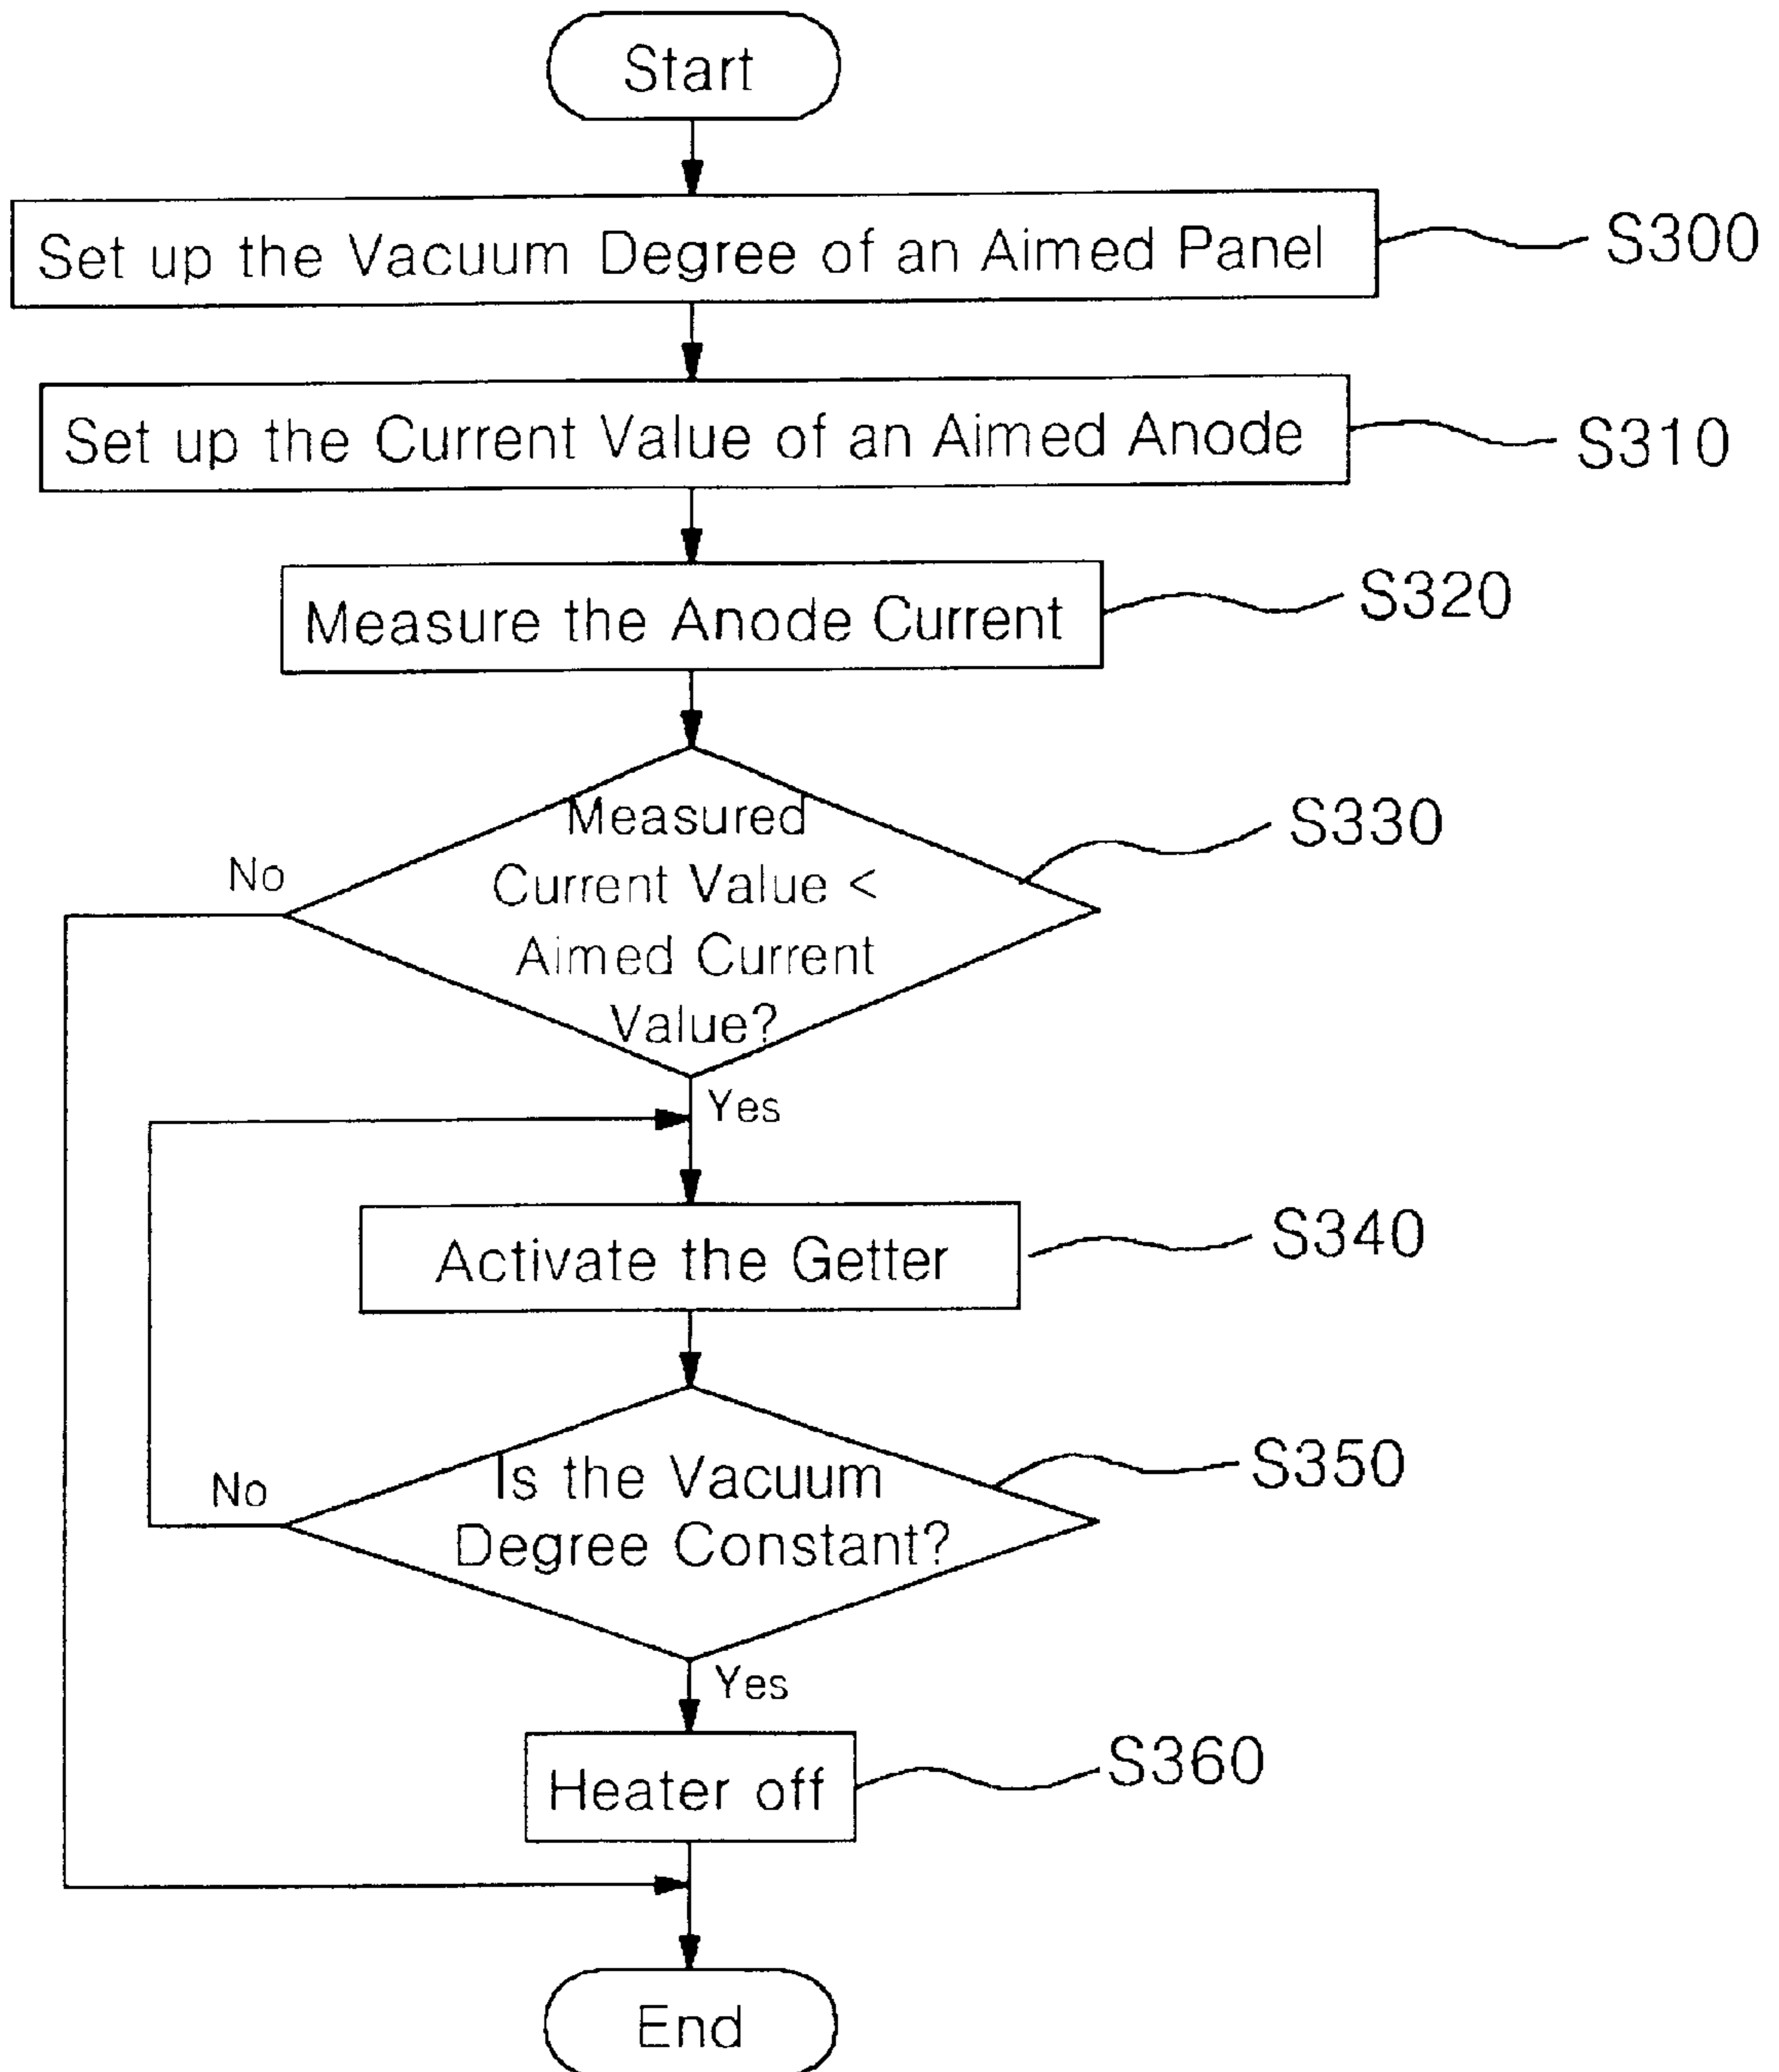 Start
Set up the Vacuum Degree of an Aimed Panel
S300
Set up the Current Value of an Aimed Anode
S310
Measure the Anode Current
S320
Measured
Current Value <
Aimed Current
Value?
S330
No
Yes
Activate the Getter
S340
Is the Vacuum
Degree Constant?
S350
No
Yes
Heater off
S360
End